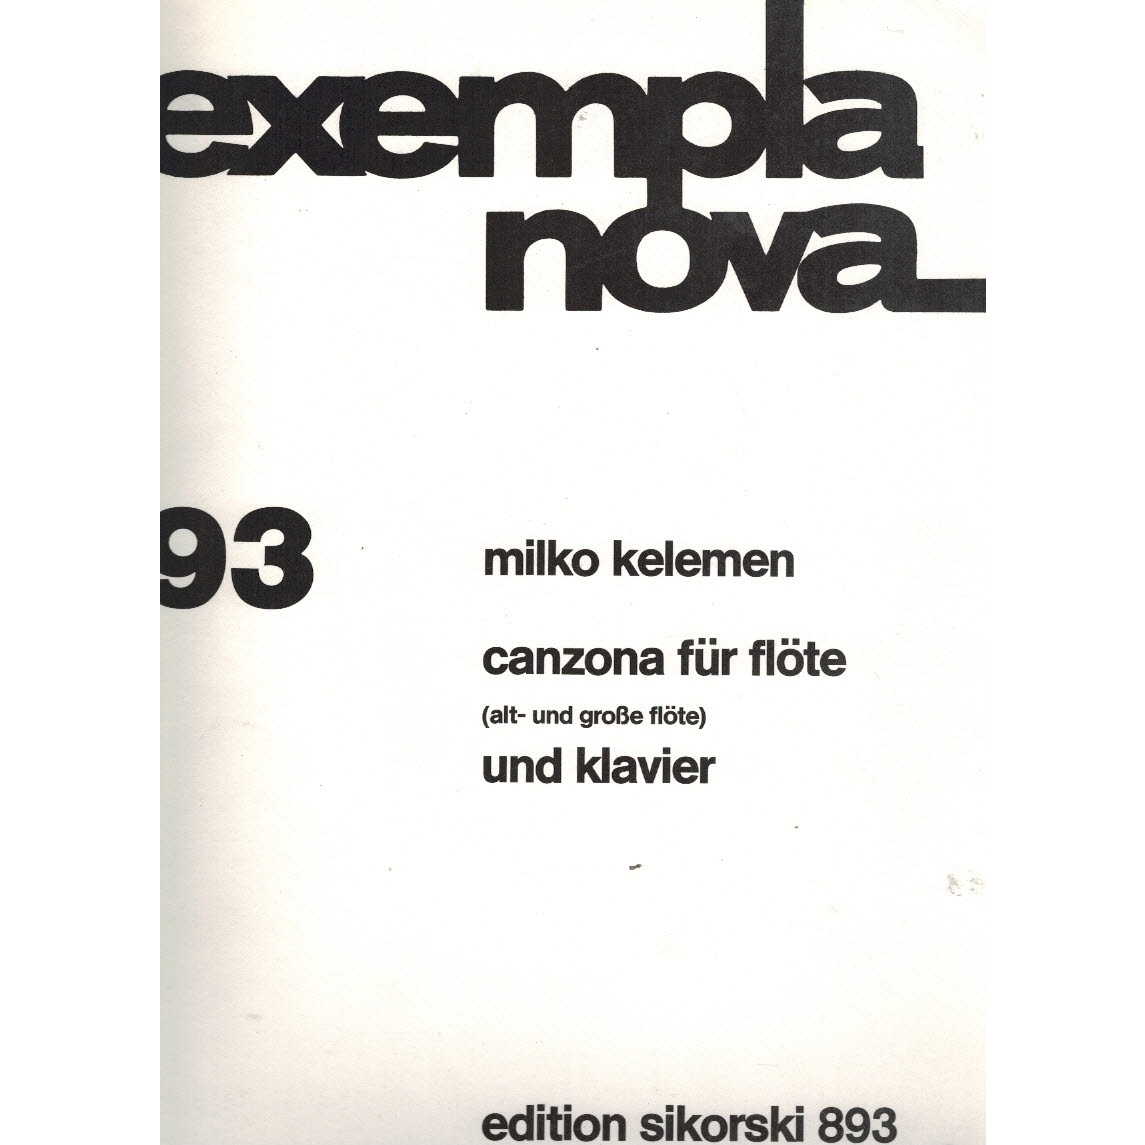 exempla
nova
93
milko kelemen
canzona für flöte
(alt- und große flöte)
und klavier
edition sikorski 893